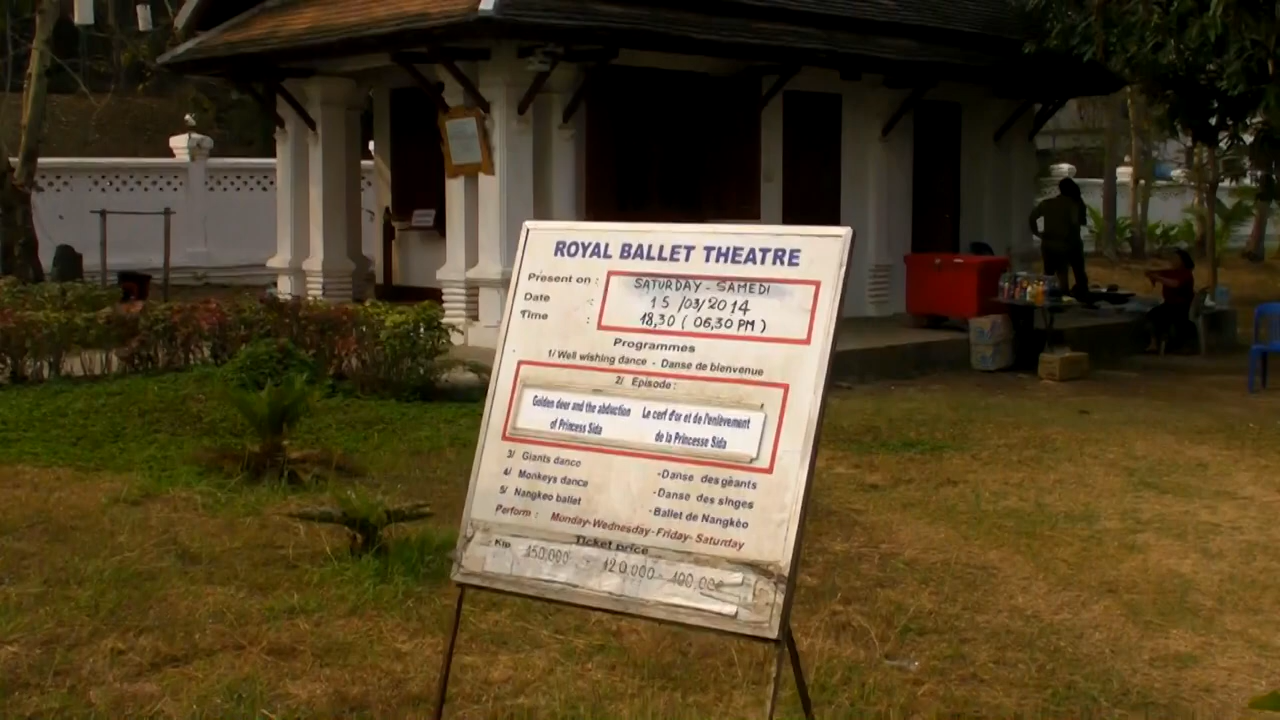 ROYAL BALLET THEATRE
Présent on : SATURDAY - SAMEDI
Date : 15 /03/2014
Time : 18,30 ( 06,30 PM )
Programmes
1/ Well wishing dance - Danse de bienvenue
2/ Episode :
Golden deer and the abduction Le cerf d'or et de l'enlèvement
of Princess Sida de la Princesse Sida
3/ Giants dance -Danse des géants
4/ Monkeys dance -Danse des singes
5/ Nangkeo ballet -Ballet de Nangkèo
Perform : Monday-Wednesday-Friday-Saturday
Ticket price
Kip 150.000 - 120.000 - 100.000